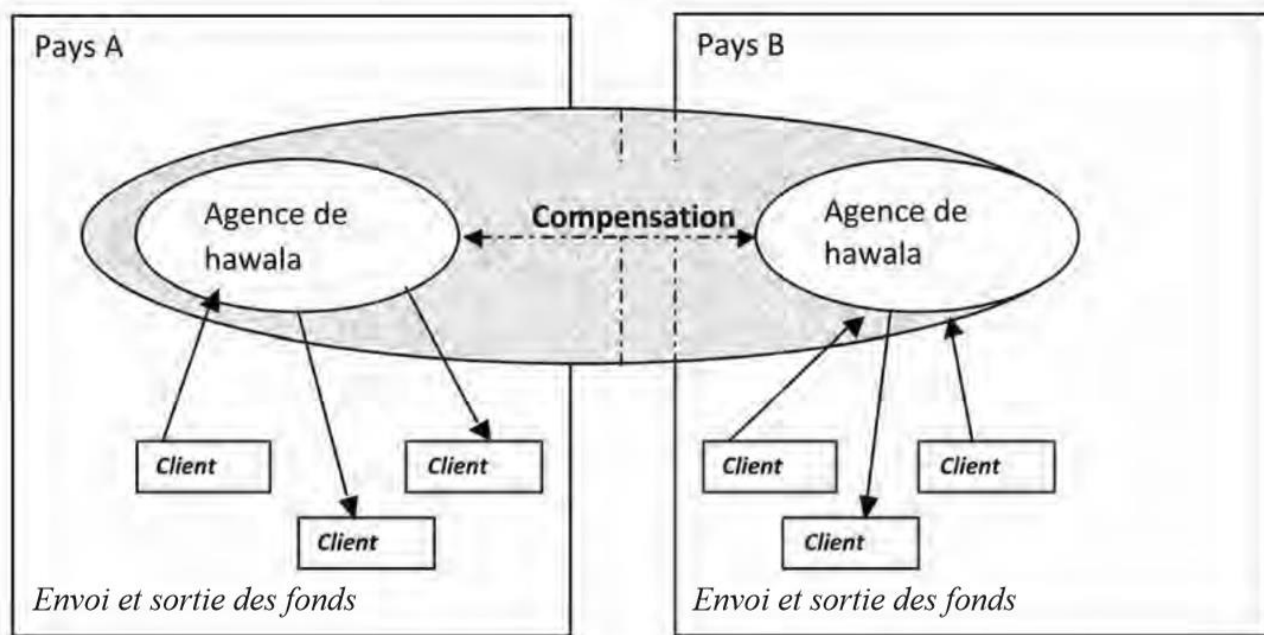 Pays A
Pays B
Agence de
hawala
Compensation
Agence de
hawala
Client
Client
Client
Client
Client
Client
Envoi et sortie des fonds
Envoi et sortie des fonds